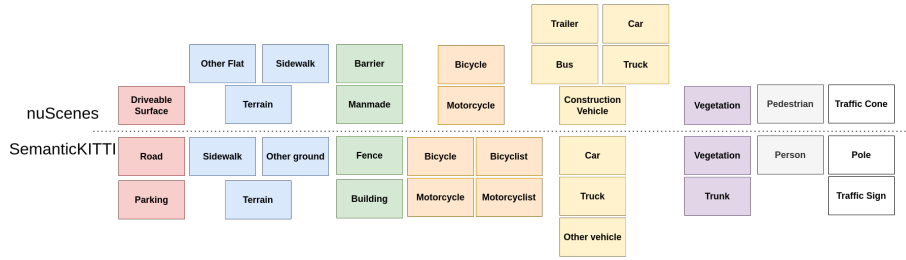 Trailer Car
Other Flat Sidewalk Barrier Bicycle Bus Truck
nuScenes Driveable Surface Terrain Manmade Motorcycle Construction Vehicle Vegetation Pedestrian Traffic Cone
SemanticKITTI Road Sidewalk Other ground Fence Bicycle Bicyclist Car Vegetation Person Pole
Parking Terrain Building Motorcycle Motorcyclist Truck Trunk Traffic Sign
Other vehicle